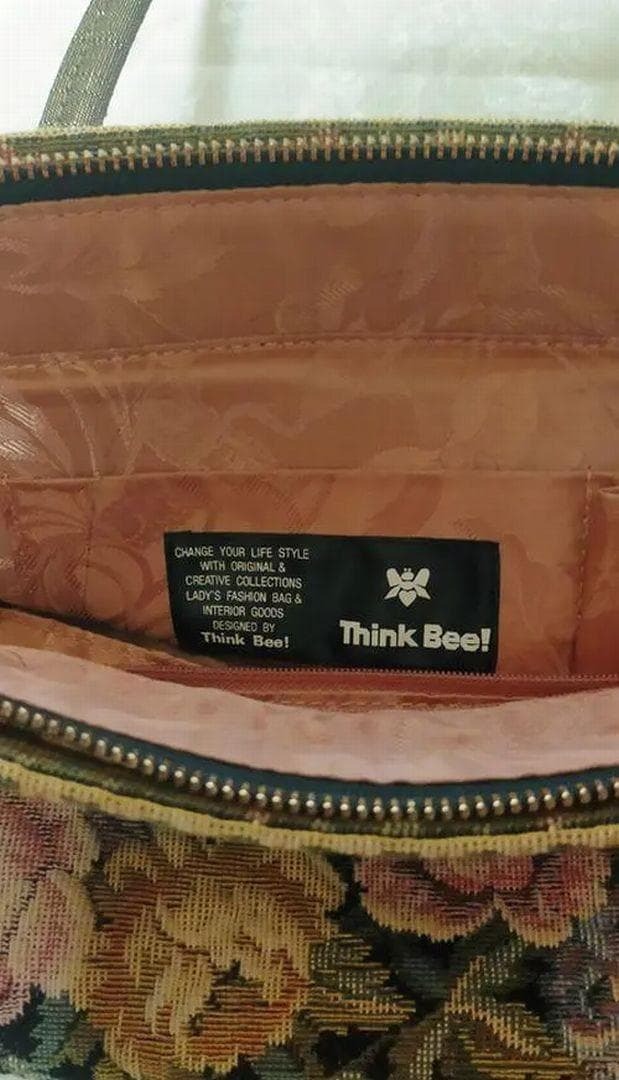 CHANGE YOUR LIFE STYLE
WITH ORIGINAL &
CREATIVE COLLECTIONS
LADY'S FASHION BAG &
INTERIOR GOODS
DESIGNED BY
Think Bee!
Think Bee!